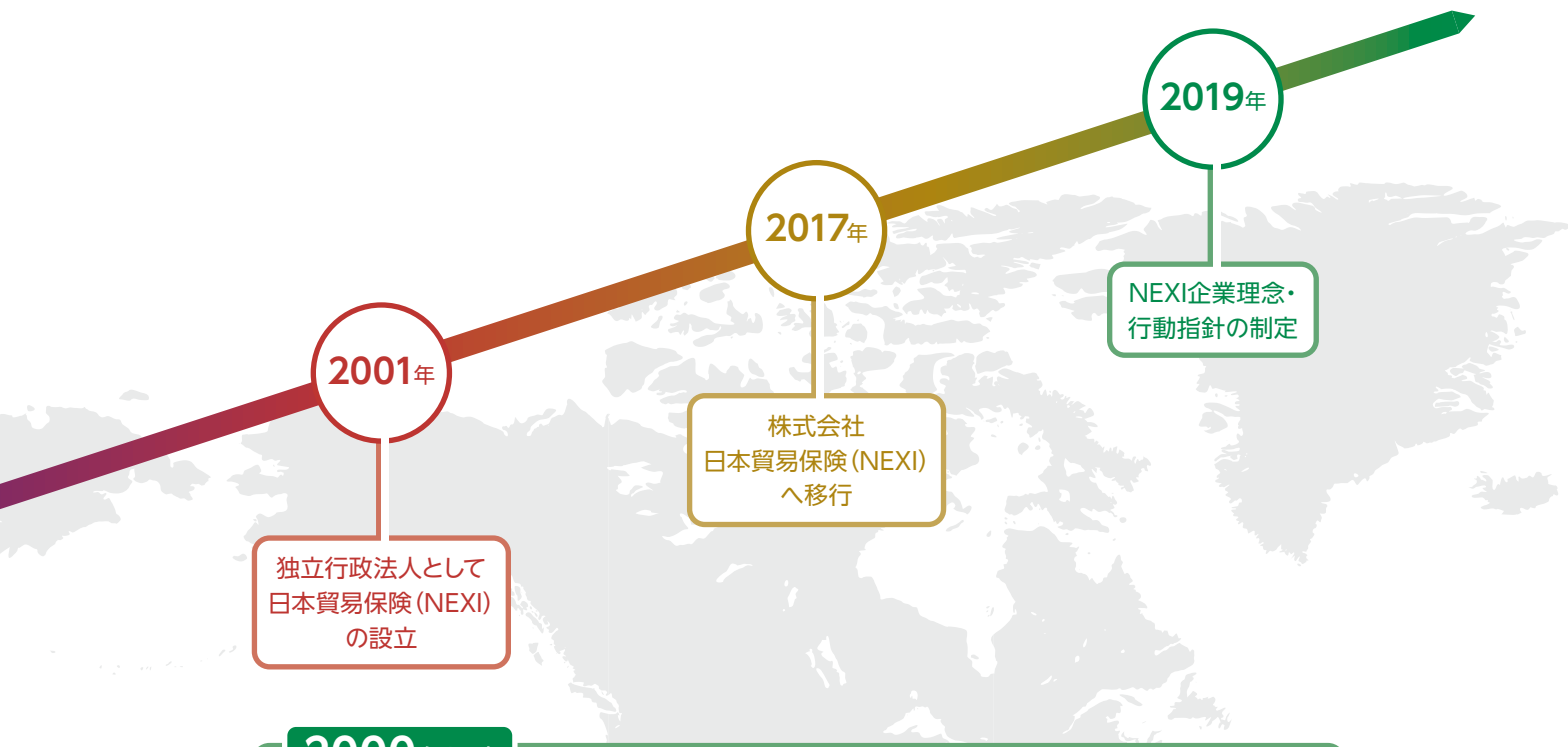 2019年
NEXI企業理念・
行動指針の制定
2017年
株式会社
日本貿易保険(NEXI)
へ移行
2001年
独立行政法人として
日本貿易保険(NEXI)
の設立